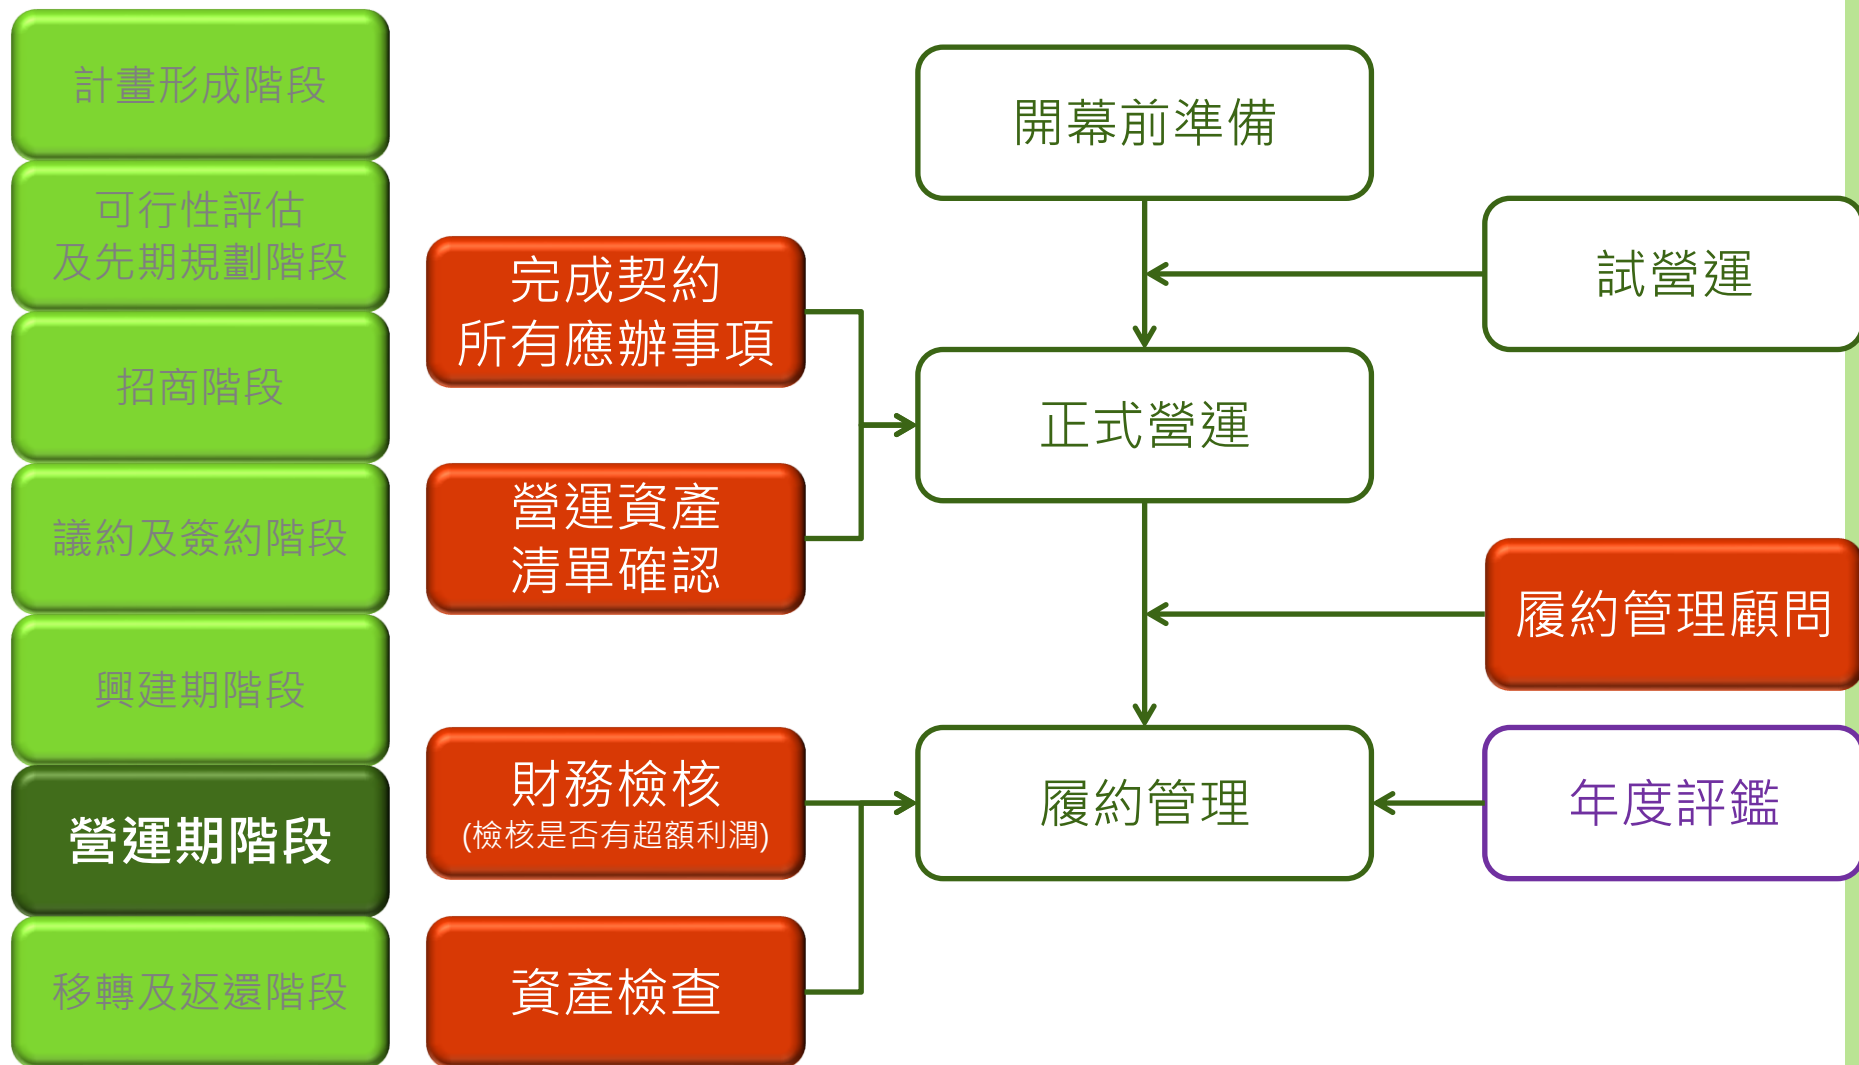 計畫形成階段
可行性評估
及先期規劃階段
招商階段
議約及簽約階段
興建期階段
營運期階段
移轉及返還階段
完成契約
所有應辦事項
營運資產
清單確認
財務檢核
(檢核是否有超額利潤)
資產檢查
開幕前準備
正式營運
履約管理
試營運
履約管理顧問
年度評鑑